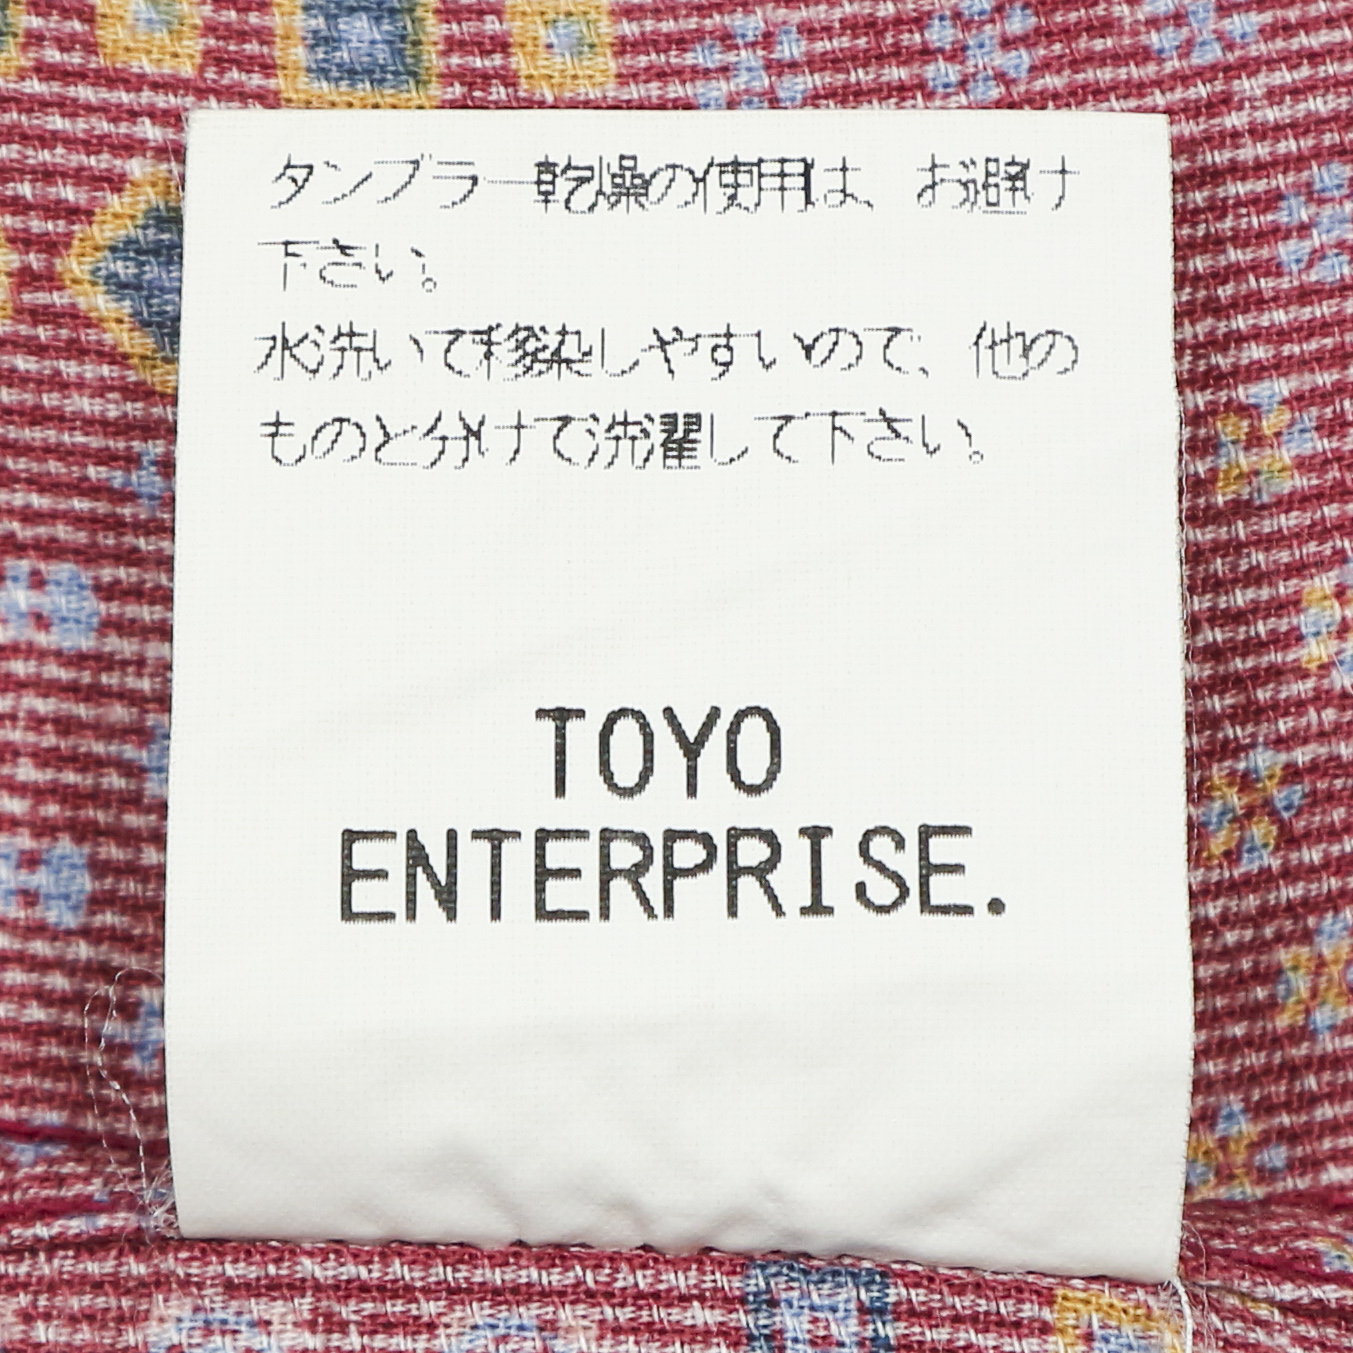 タンブラー乾燥の使用は、お避け
下さい。
水洗いで移染しやすいので、他の
ものと分けて洗濯して下さい。
TOYO
ENTERPRISE.